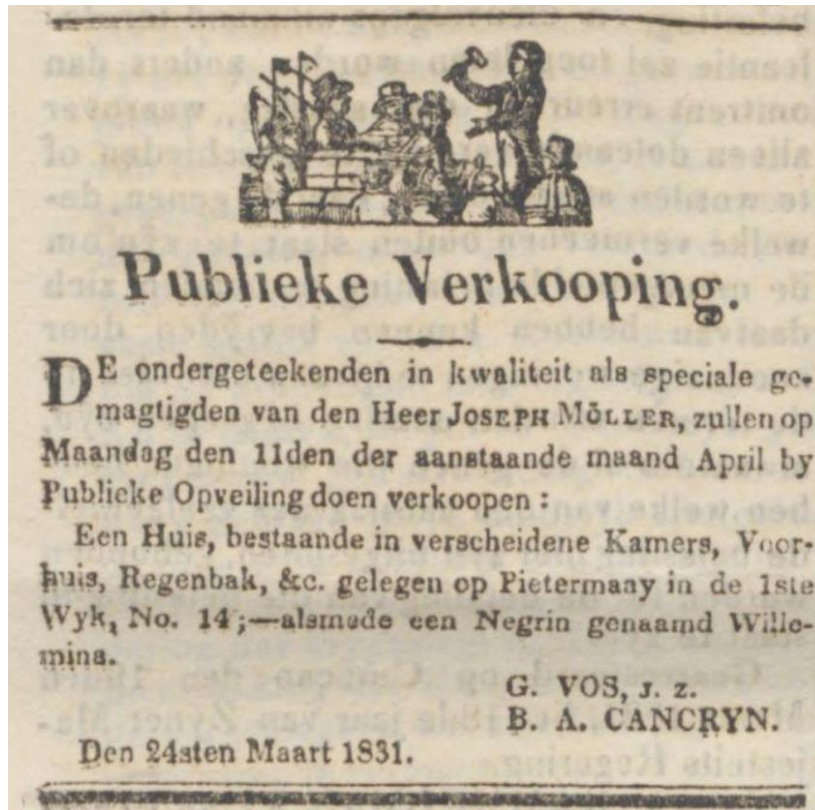 Publieke Verkooping.
DE ondergeteekenden in kwaliteit als speciale ge-
magtigden van den Heer JOSEPH MÖLLER, zullen op
Maandag den 11den der aanstaande maand April by
Publieke Opveiling doen verkoopen :
Een Huis, bestaande in verscheidene Kamers, Voor-
huis, Regenbak, &c. gelegen op Pietermany in de 1ste
Wyk, No. 14;—alsmede een Negrin genaamd Wille-
mina.
G. VOS, J. Z.
B. A. CANCRYN.
Den 24sten Maart 1831.